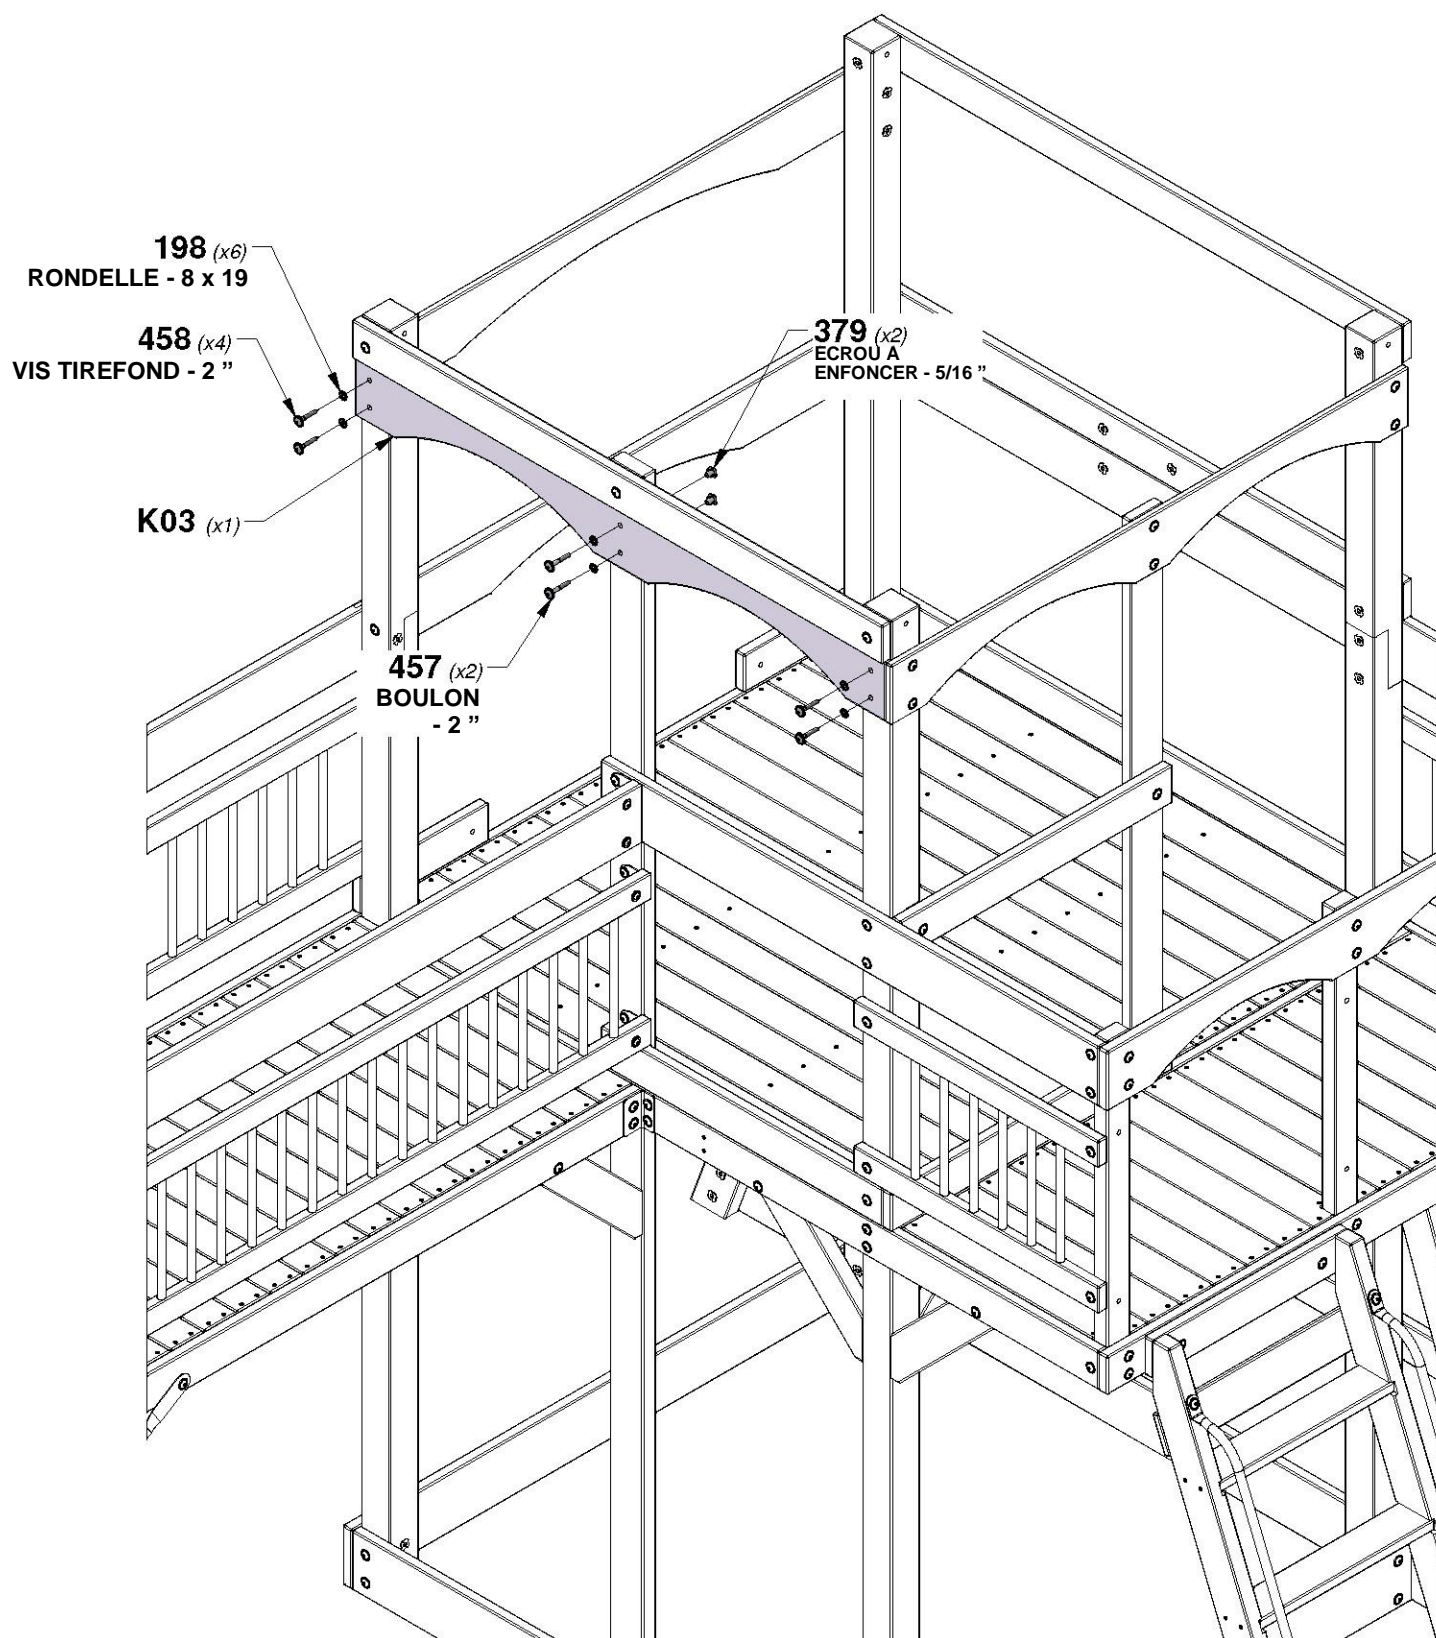 198 (x6)
RONDELLE - 8 x 19
458 (x4)
VIS TIREFOND - 2 ”
379 (x2)
ECROU A
ENFONCER - 5/16 ”
K03 (x1)
457 (x2)
BOULON
- 2 ”